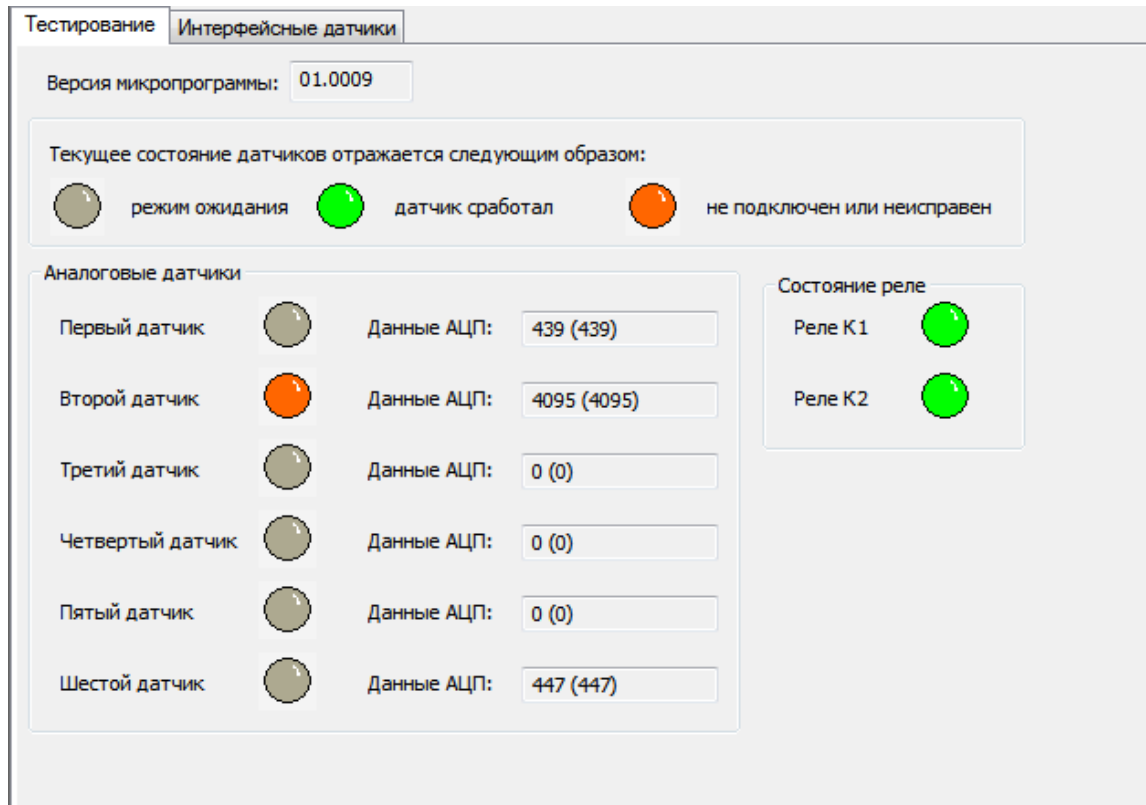 Тестирование
Интерфейсные датчики
Версия микропрограммы: 01.0009
Текущее состояние датчиков отражается следующим образом:
режим ожидания датчик сработал не подключен или неисправен
Аналоговые датчики
Состояние реле
Первый датчик Данные АЦП: 439 (439)
Реле К1
Второй датчик Данные АЦП: 4095 (4095)
Реле К2
Третий датчик Данные АЦП: 0 (0)
Четвертый датчик Данные АЦП: 0 (0)
Пятый датчик Данные АЦП: 0 (0)
Шестой датчик Данные АЦП: 447 (447)